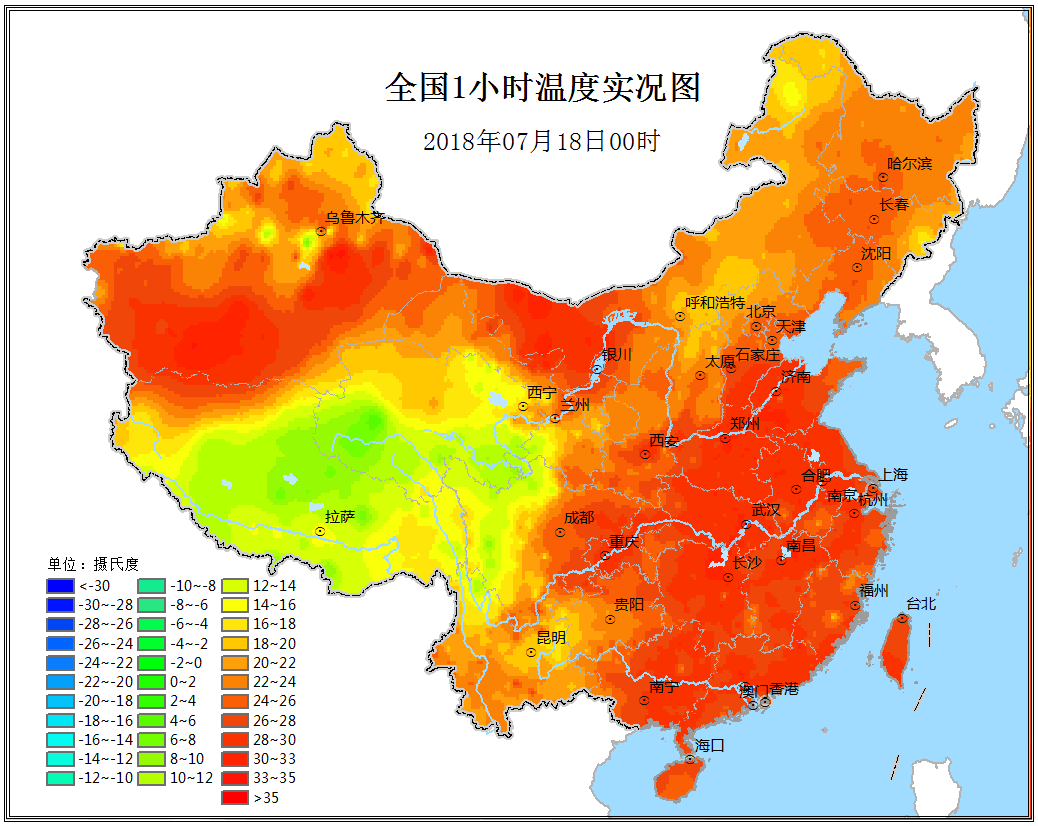 全国1小时温度实况图
2018年07月18日00时
哈尔滨
长春
乌鲁木齐
沈阳
呼和浩特
北京
天津
银川
太原
石家庄
济南
西宁
兰州
郑州
西安
合肥
上海
南京
杭州
拉萨
成都
武汉
重庆
南昌
长沙
贵阳
福州
台北
昆明
南宁
澳门
香港
海口
单位：摄氏度
<-30 -10~-8 12~14
-30~-28 -8~-6 14~16
-28~-26 -6~-4 16~18
-26~-24 -4~-2 18~20
-24~-22 -2~0 20~22
-22~-20 0~2 22~24
-20~-18 2~4 24~26
-18~-16 4~6 26~28
-16~-14 6~8 28~30
-14~-12 8~10 30~33
-12~-10 10~12 33~35
>35